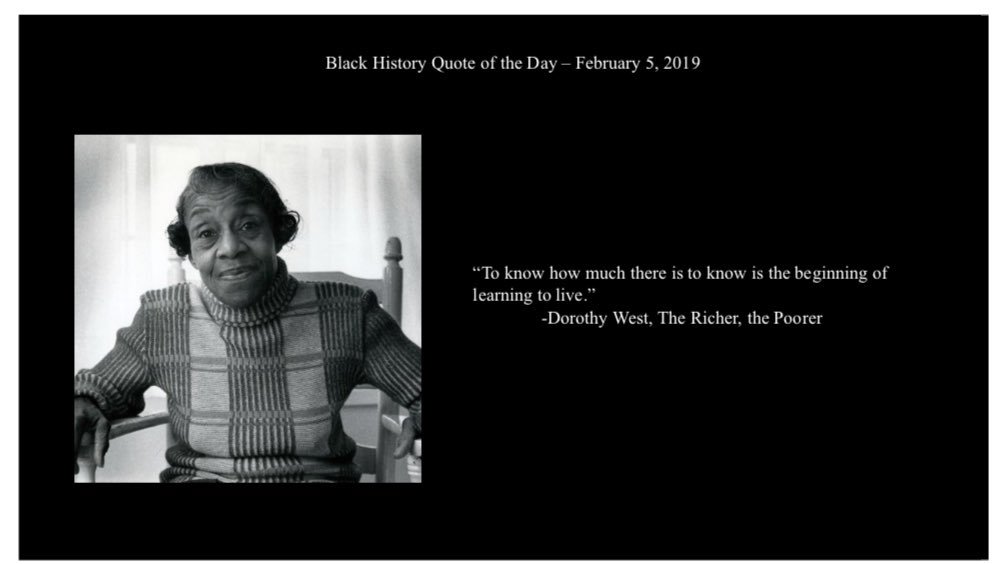 Black History Quote of the Day – February 5, 2019
“To know how much there is to know is the beginning of
learning to live.”
-Dorothy West, The Richer, the Poorer